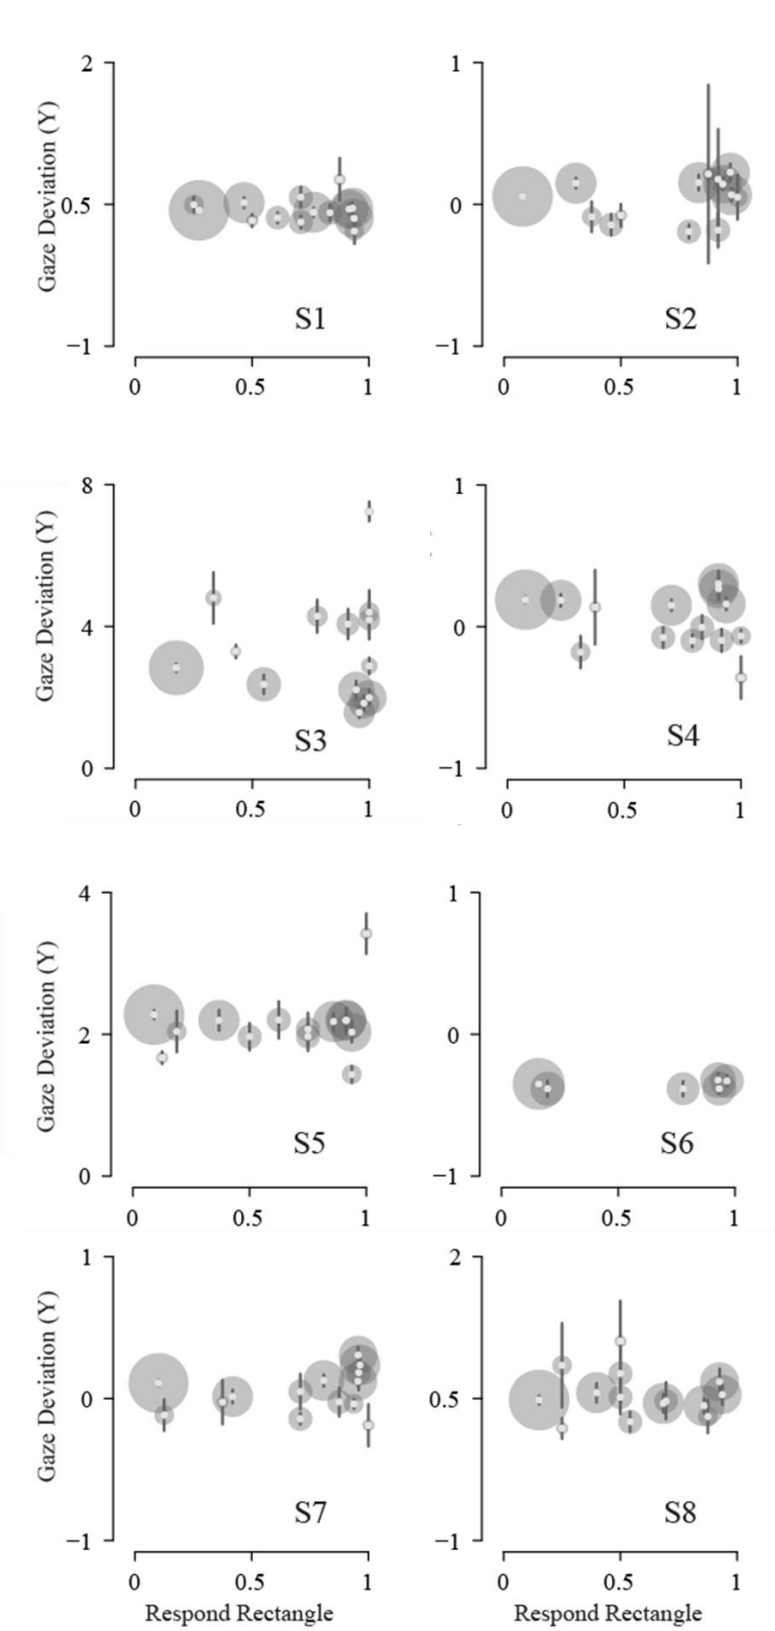 2 1
Gaze Deviation (Y) 0.5 0
−1 S1 −1 S2
0 0.5 1 0 0.5 1
8 1
Gaze Deviation (Y) 4 0
0 S3 −1 S4
0 0.5 1 0 0.5 1
4 1
Gaze Deviation (Y) 2 0
0 S5 −1 S6
0 0.5 1 0 0.5 1
1 2
Gaze Deviation (Y) 0 0.5
−1 S7 −1 S8
0 0.5 1 0 0.5 1
Respond Rectangle Respond Rectangle